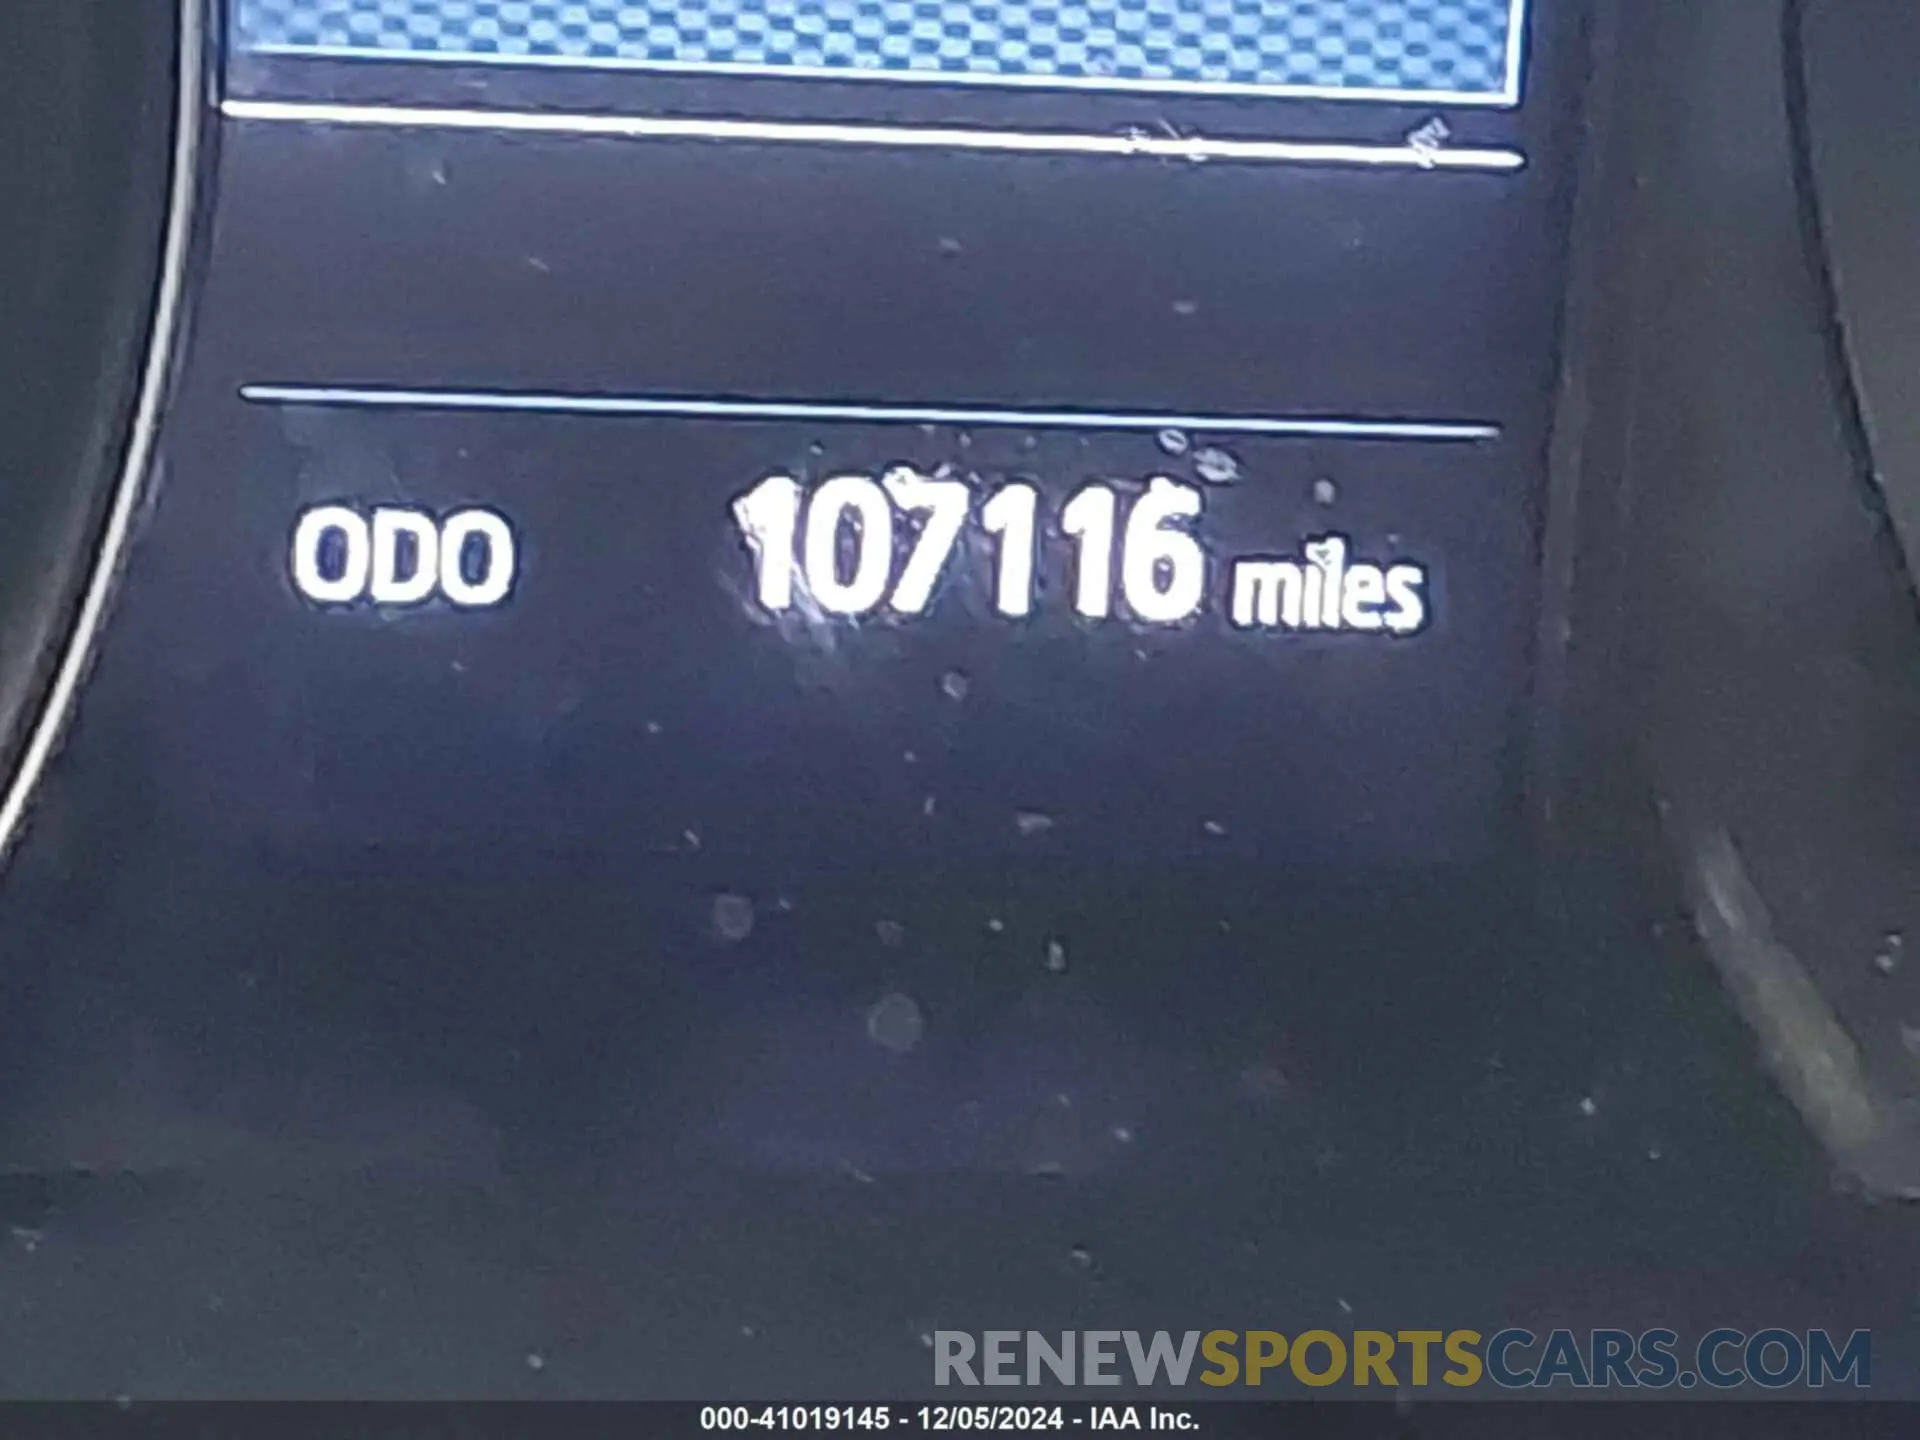 ODO 107116 miles
RENEWSPORTSCARS.COM
000-41019145 - 12/05/2024 - IAA Inc.